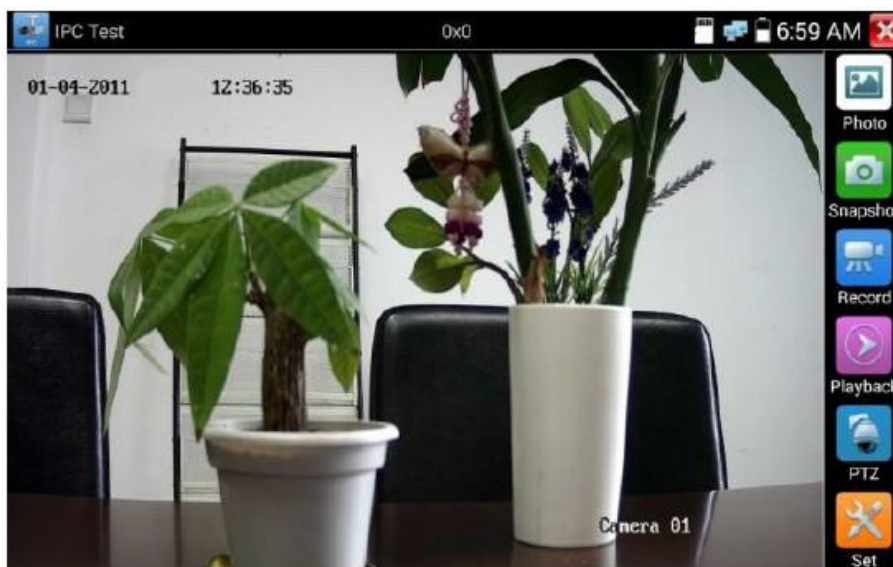 IPC Test 0x0 6:59 AM
01-04-2011 12:36:35
Photo
Snapsho
Record
Playback
PTZ
Camera 01
Set